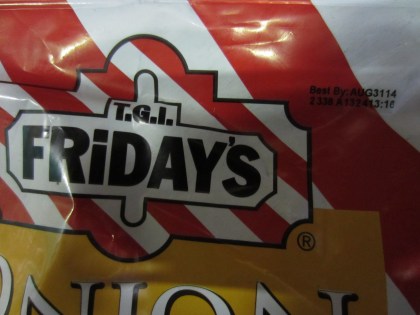 Best By: AUG3114
T.G.I.
FRiDAY'S
®
ONION